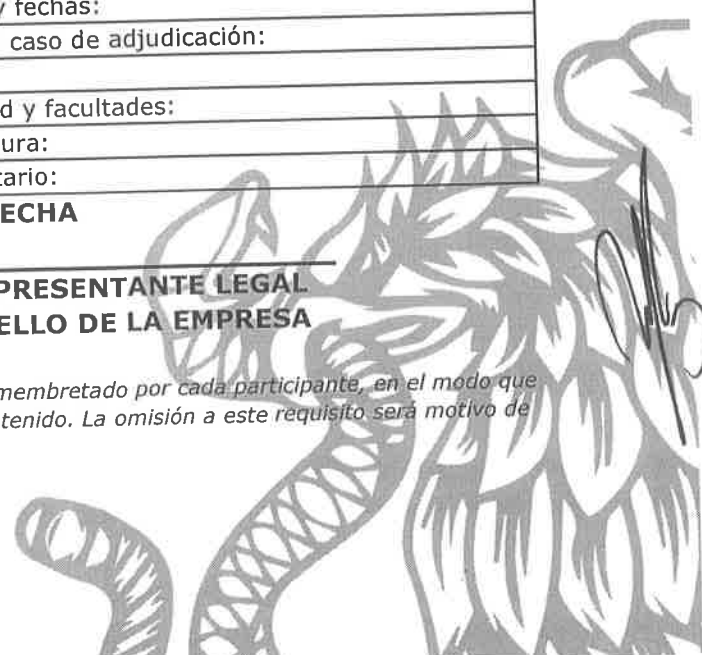 y fechas:
caso de adjudicación:
d y facultades:
ura:
tario:
ECHA
PRESENTANTE LEGAL
ELLO DE LA EMPRESA
membretado por cada participante, en el modo que
tenido. La omisión a este requisito será motivo de